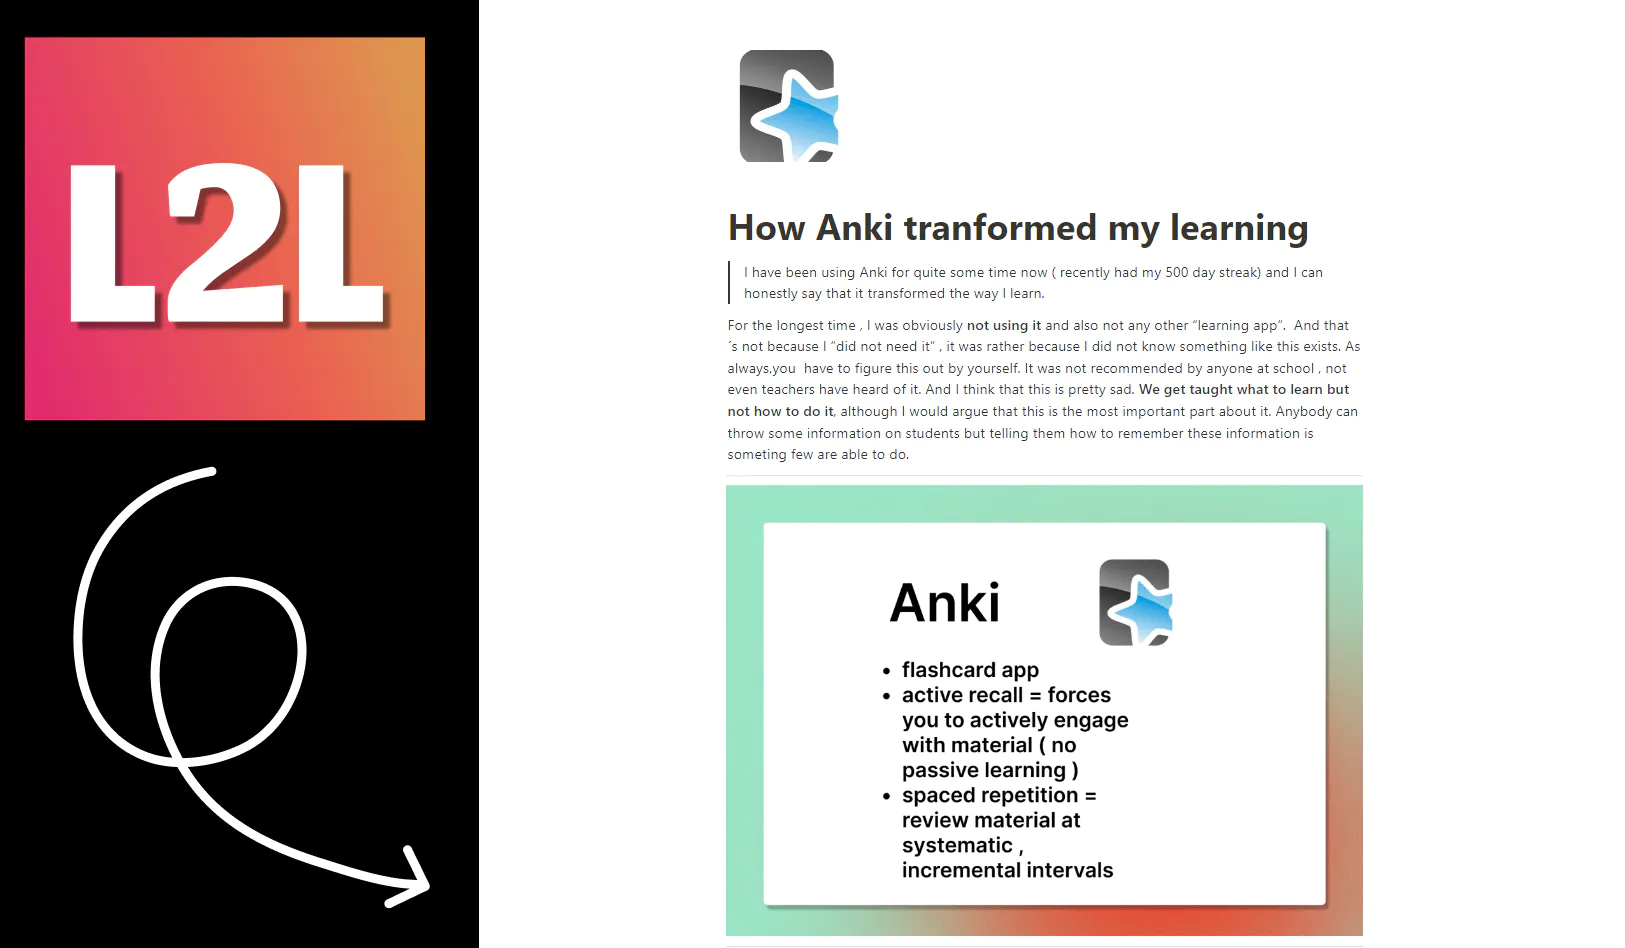 L2L
How Anki tranformed my learning
I have been using Anki for quite some time now ( recently had my 500 day streak) and I can
honestly say that it transformed the way I learn.
For the longest time , I was obviously not using it and also not any other “learning app”.  And that
´s not because I “did not need it” , it was rather because I did not know something like this exists. As
always,you  have to figure this out by yourself. It was not recommended by anyone at school , not
even teachers have heard of it. And I think that this is pretty sad. We get taught what to learn but
not how to do it, although I would argue that this is the most important part about it. Anybody can
throw some information on students but telling them how to remember these information is
someting few are able to do.
Anki
• flashcard app
• active recall = forces
you to actively engage
with material ( no
passive learning )
• spaced repetition =
review material at
systematic ,
incremental intervals